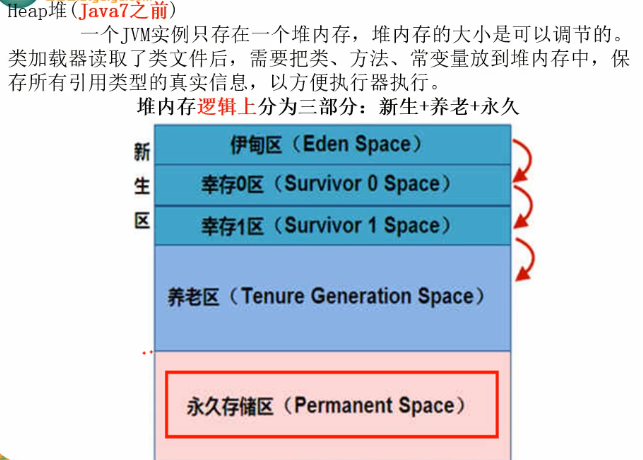 Heap堆(Java7之前)
一个JVM实例只存在一个堆内存，堆内存的大小是可以调节的。
类加载器读取了类文件后，需要把类、方法、常变量放到堆内存中，保
存所有引用类型的真实信息，以方便执行器执行。
堆内存逻辑上分为三部分：新生+养老+永久
新生区
伊甸区（Eden Space）
幸存0区（Survivor 0 Space）
幸存1区（Survivor 1 Space）
养老区（Tenure Generation Space）
永久存储区（Permanent Space）